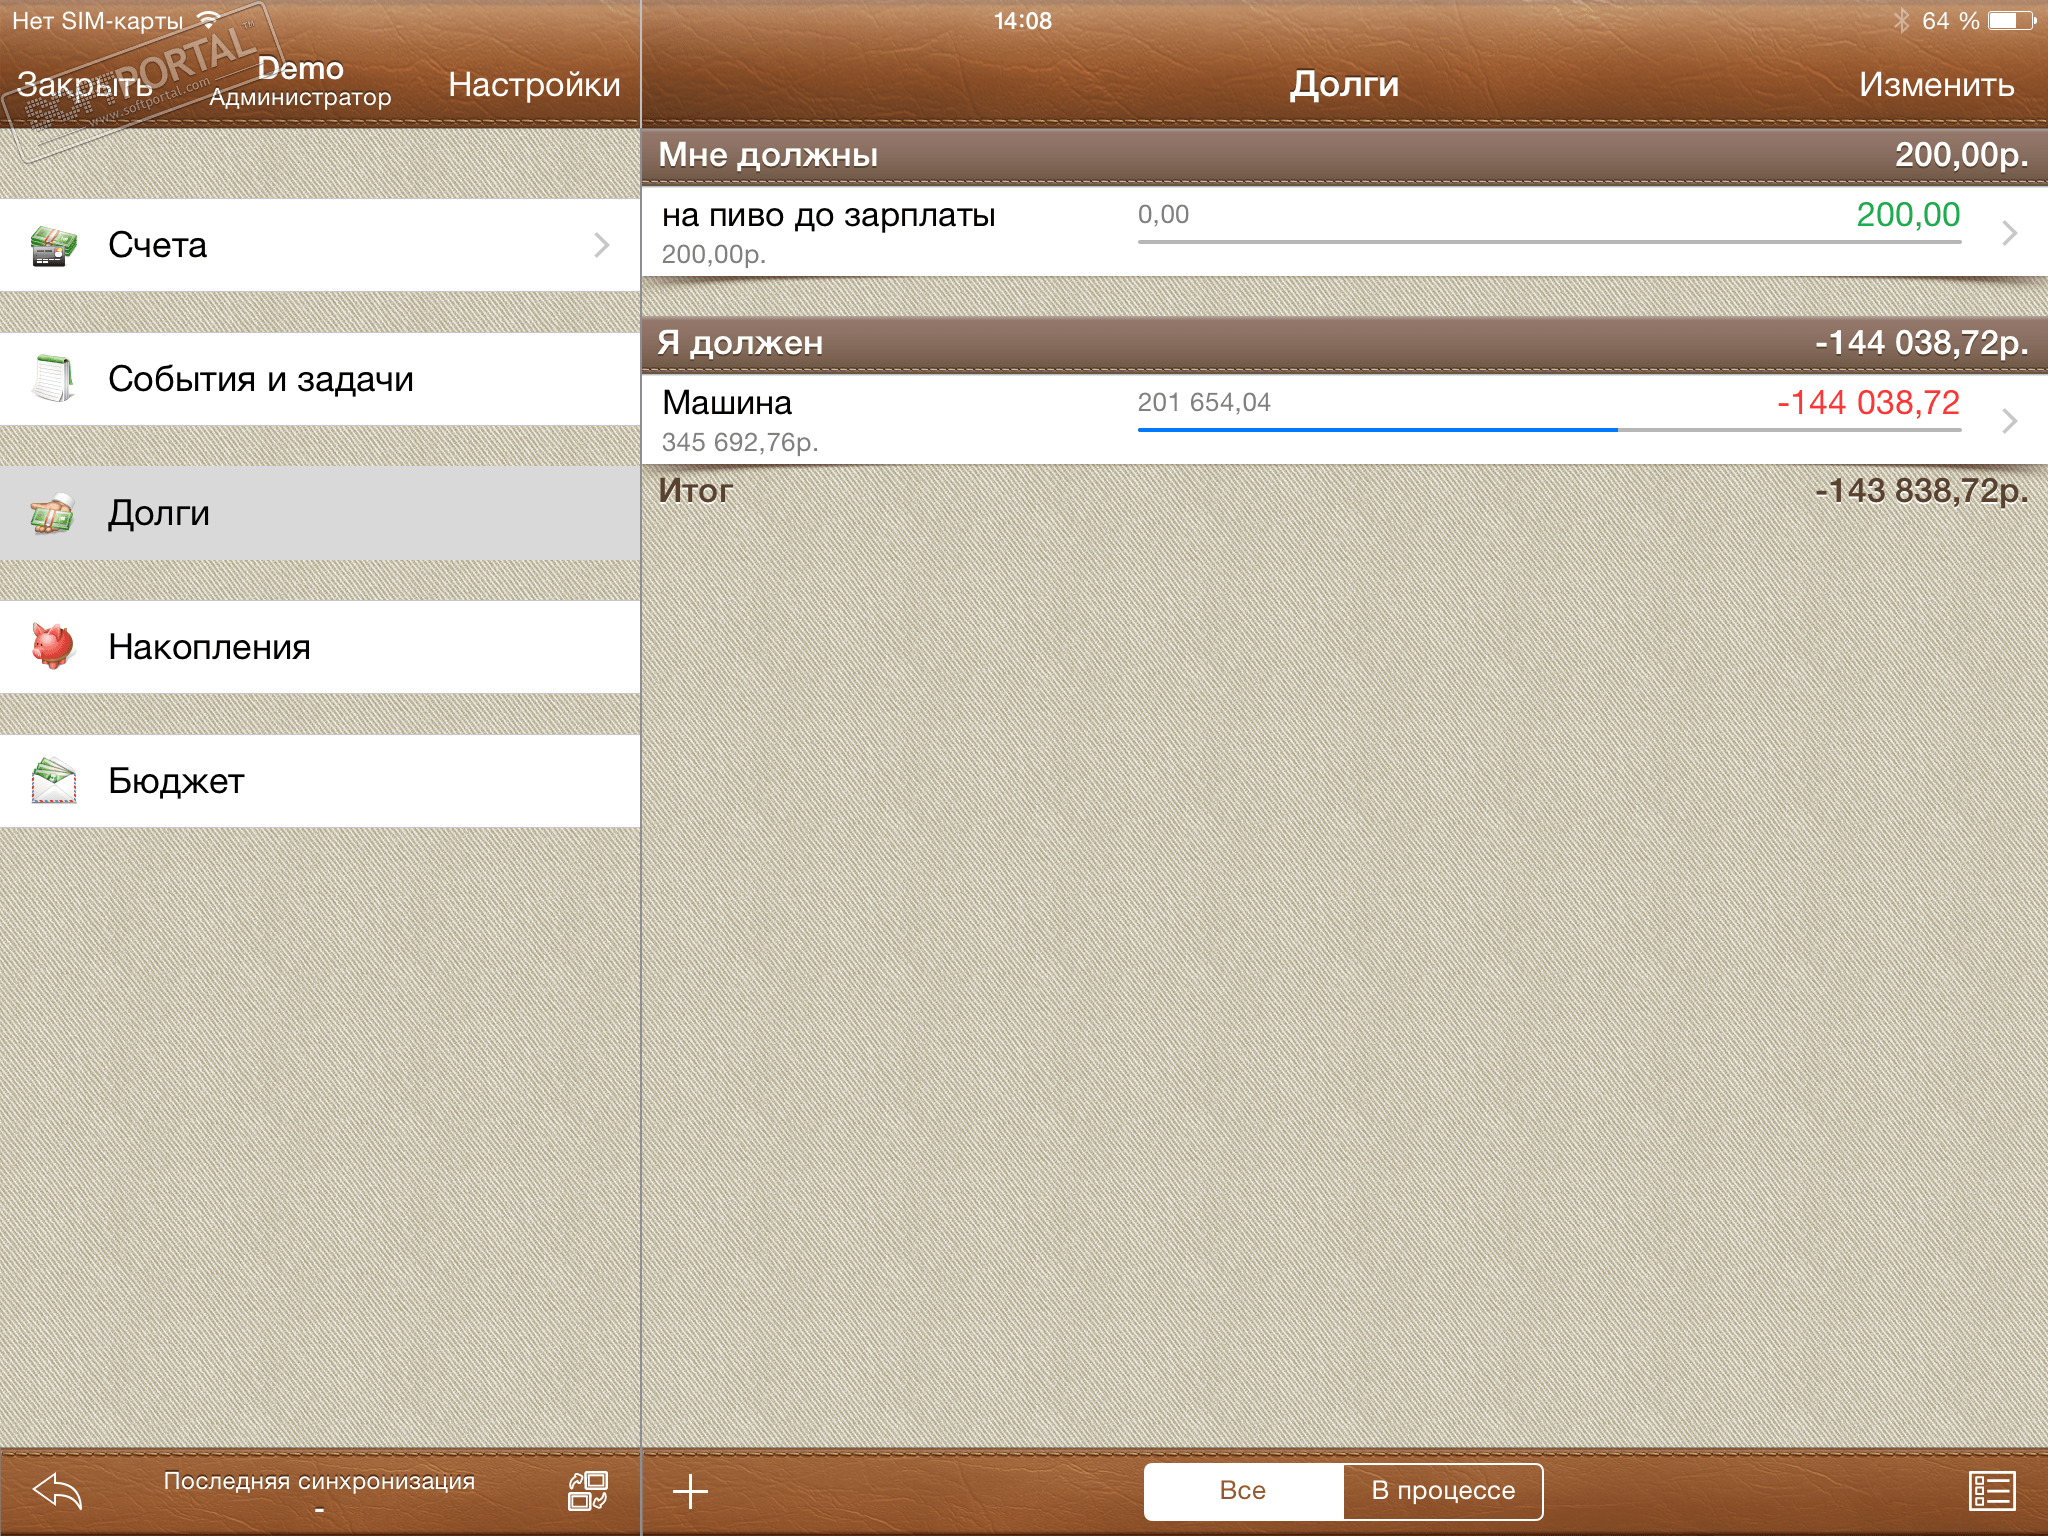 Нет SIM-карты
14:08
64 %
Закрыть
Demo
Администратор
Настройки
SOFTPORTAL™
www.softportal.com
Счета
События и задачи
Долги
Накопления
Бюджет
Последняя синхронизация
-
Долги
Изменить
Мне должны 200,00р.
на пиво до зарплаты 0,00 200,00
200,00р.
Я должен -144 038,72р.
Машина 201 654,04 -144 038,72
345 692,76р.
Итог -143 838,72р.
Все
В процессе